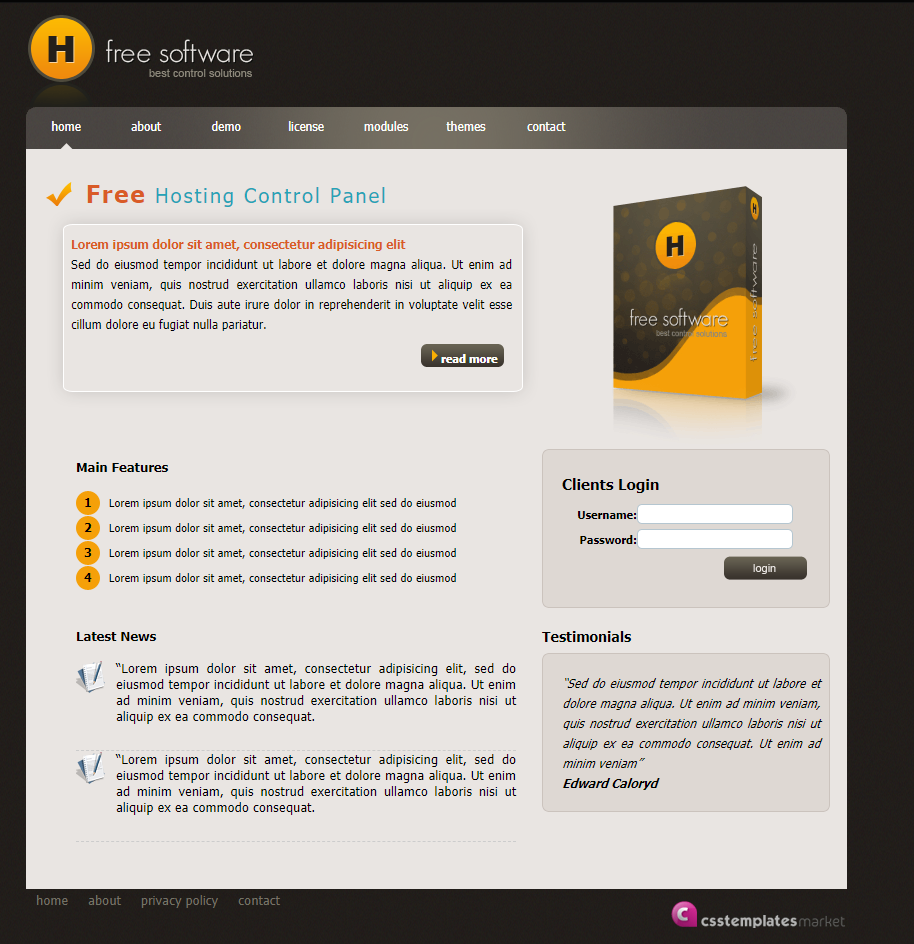 H
free software
best control solutions
home about demo license modules themes contact
Free Hosting Control Panel
Lorem ipsum dolor sit amet, consectetur adipisicing elit
Sed do eiusmod tempor incididunt ut labore et dolore magna aliqua. Ut enim ad
minim veniam, quis nostrud exercitation ullamco laboris nisi ut aliquip ex ea
commodo consequat. Duis aute irure dolor in reprehenderit in voluptate velit esse
cillum dolore eu fugiat nulla pariatur.
read more
H
free software
best control solutions
H
free software
Main Features
1 Lorem ipsum dolor sit amet, consectetur adipisicing elit sed do eiusmod
2 Lorem ipsum dolor sit amet, consectetur adipisicing elit sed do eiusmod
3 Lorem ipsum dolor sit amet, consectetur adipisicing elit sed do eiusmod
4 Lorem ipsum dolor sit amet, consectetur adipisicing elit sed do eiusmod
Clients Login
Username:
Password:
login
Latest News
“Lorem ipsum dolor sit amet, consectetur adipisicing elit, sed do
eiusmod tempor incididunt ut labore et dolore magna aliqua. Ut enim
ad minim veniam, quis nostrud exercitation ullamco laboris nisi ut
aliquip ex ea commodo consequat.
“Lorem ipsum dolor sit amet, consectetur adipisicing elit, sed do
eiusmod tempor incididunt ut labore et dolore magna aliqua. Ut enim
ad minim veniam, quis nostrud exercitation ullamco laboris nisi ut
aliquip ex ea commodo consequat.
Testimonials
“Sed do eiusmod tempor incididunt ut labore et
dolore magna aliqua. Ut enim ad minim veniam,
quis nostrud exercitation ullamco laboris nisi ut
aliquip ex ea commodo consequat. Ut enim ad
minim veniam”
Edward Caloryd
home about privacy policy contact
C csstemplatesmarket